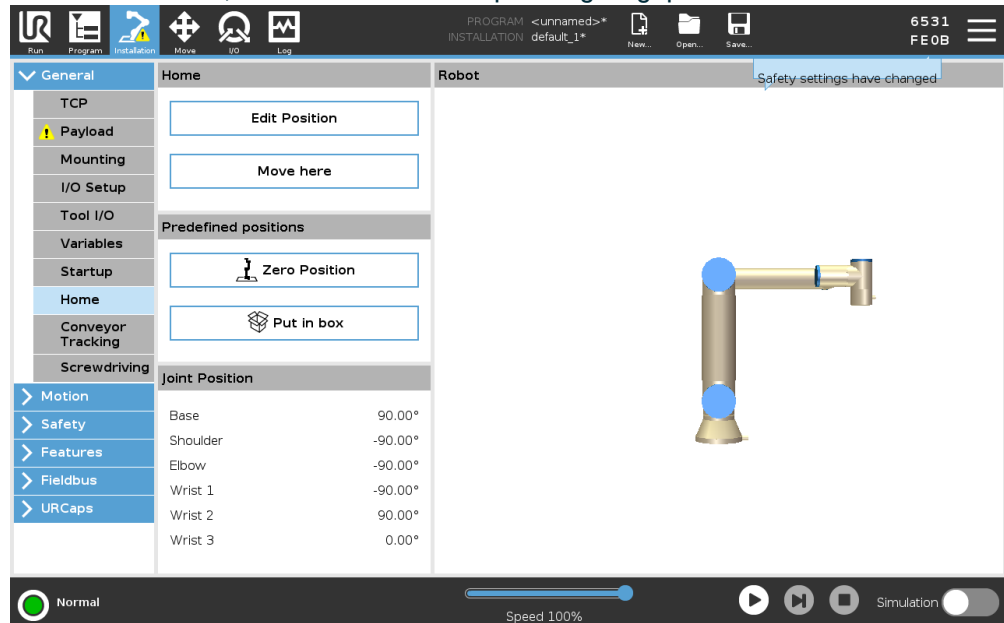 PROGRAM <unnamed>*
INSTALLATION default_1*
6531
FE0B
Run
Program
Installation
Move
I/O
Log
New...
Open...
Save...
General
TCP
Payload
Mounting
I/O Setup
Tool I/O
Variables
Startup
Home
Conveyor
Tracking
Screwdriving
Motion
Safety
Features
Fieldbus
URCaps
Home
Edit Position
Move here
Predefined positions
Zero Position
Put in box
Joint Position
Base 90.00°
Shoulder -90.00°
Elbow -90.00°
Wrist 1 -90.00°
Wrist 2 90.00°
Wrist 3 0.00°
Robot
Safety settings have changed
Normal
Speed 100%
Simulation